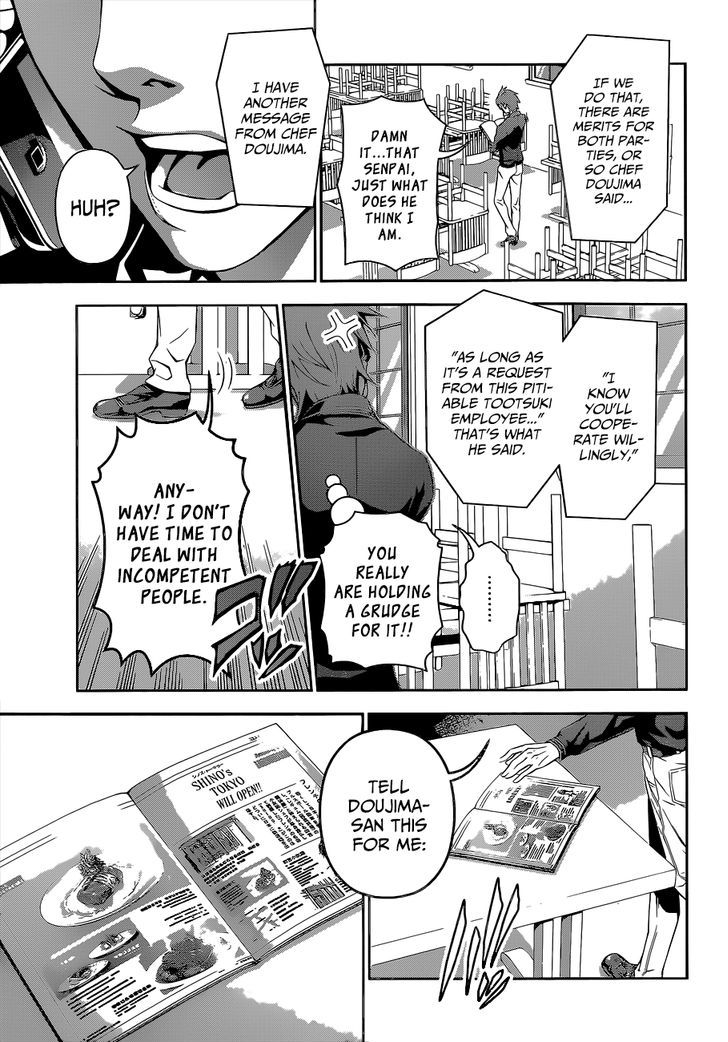 IF WE
DO THAT,
THERE ARE
MERITS FOR
BOTH PAR-
TIES, OR
SO CHEF
DOUJIMA
SAID...
DAMN
IT...THAT
SENPAI,
JUST WHAT
DOES HE
THINK I
AM.
I HAVE
ANOTHER
MESSAGE
FROM CHEF
DOUJIMA.
HUH?
"I
KNOW
YOU'LL
COOPE-
RATE WIL-
LINGLY,"
"AS LONG AS
IT'S A REQUEST
FROM THIS PITI-
ABLE TOOTSUKI
EMPLOYEE..."
THAT'S WHAT
HE SAID.
.........
YOU
REALLY
ARE HOLDING
A GRUDGE
FOR IT!!
ANY-
WAY! I DON'T
HAVE TIME TO
DEAL WITH
INCOMPETENT
PEOPLE.
TELL
DOUJIMA-
SAN THIS
FOR ME:
SHINO's
TOKYO
WILL OPEN!!